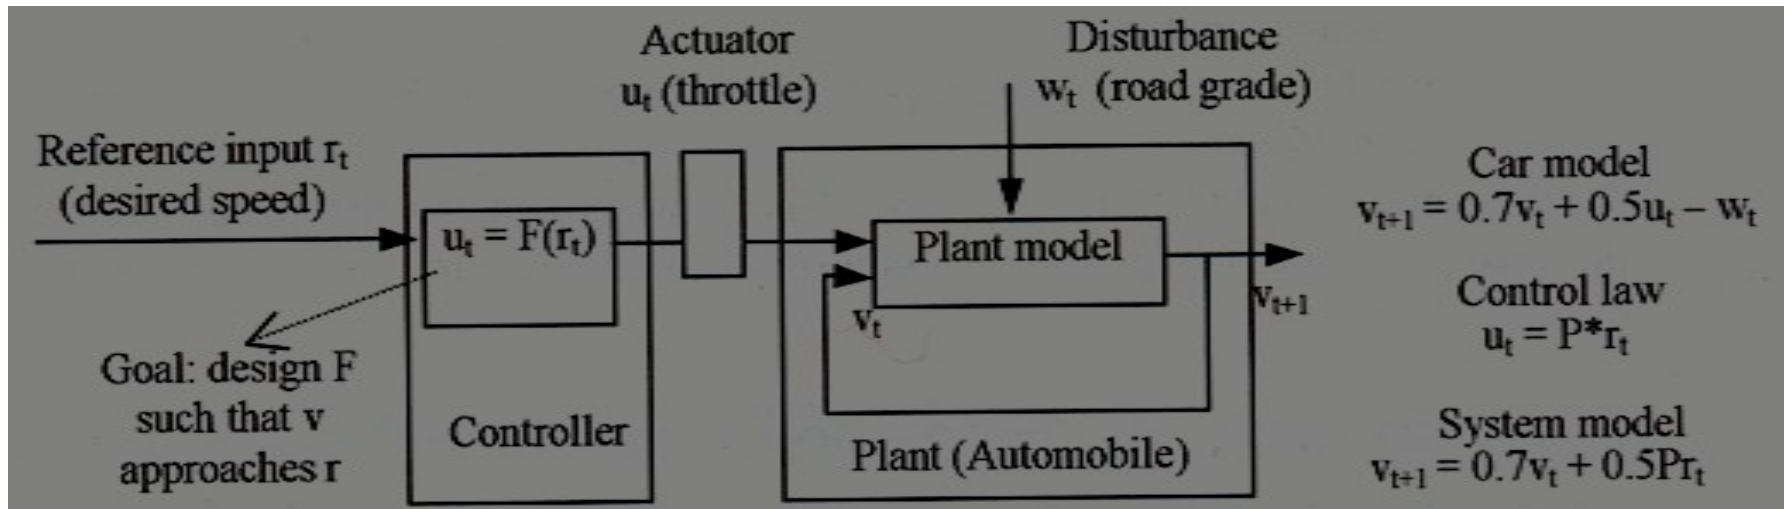 Actuator
uₜ (throttle)
Disturbance
wₜ (road grade)
Reference input rₜ
(desired speed)
uₜ = F(rₜ)
Plant model
vₜ
vₜ₊₁
Goal: design F
such that v
approaches r
Controller
Plant (Automobile)
Car model
vₜ₊₁ = 0.7vₜ + 0.5uₜ – wₜ
Control law
uₜ = P*rₜ
System model
vₜ₊₁ = 0.7vₜ + 0.5Prₜ